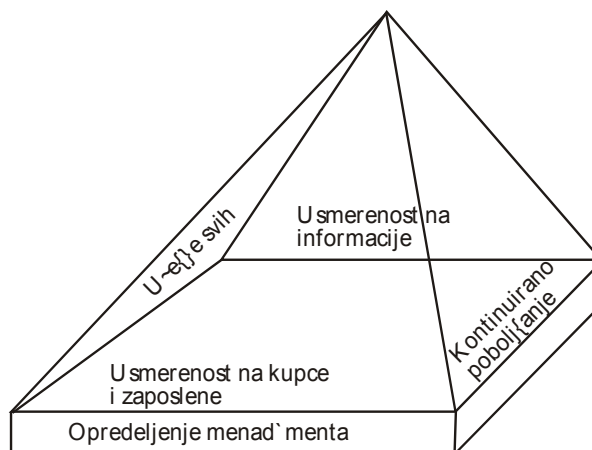 Usmerenost na
informacije
U~e{}e svih
Kontinuirano
pobolj{anje
Usmerenost na kupce
i zaposlene
Opredeljenje menad`menta